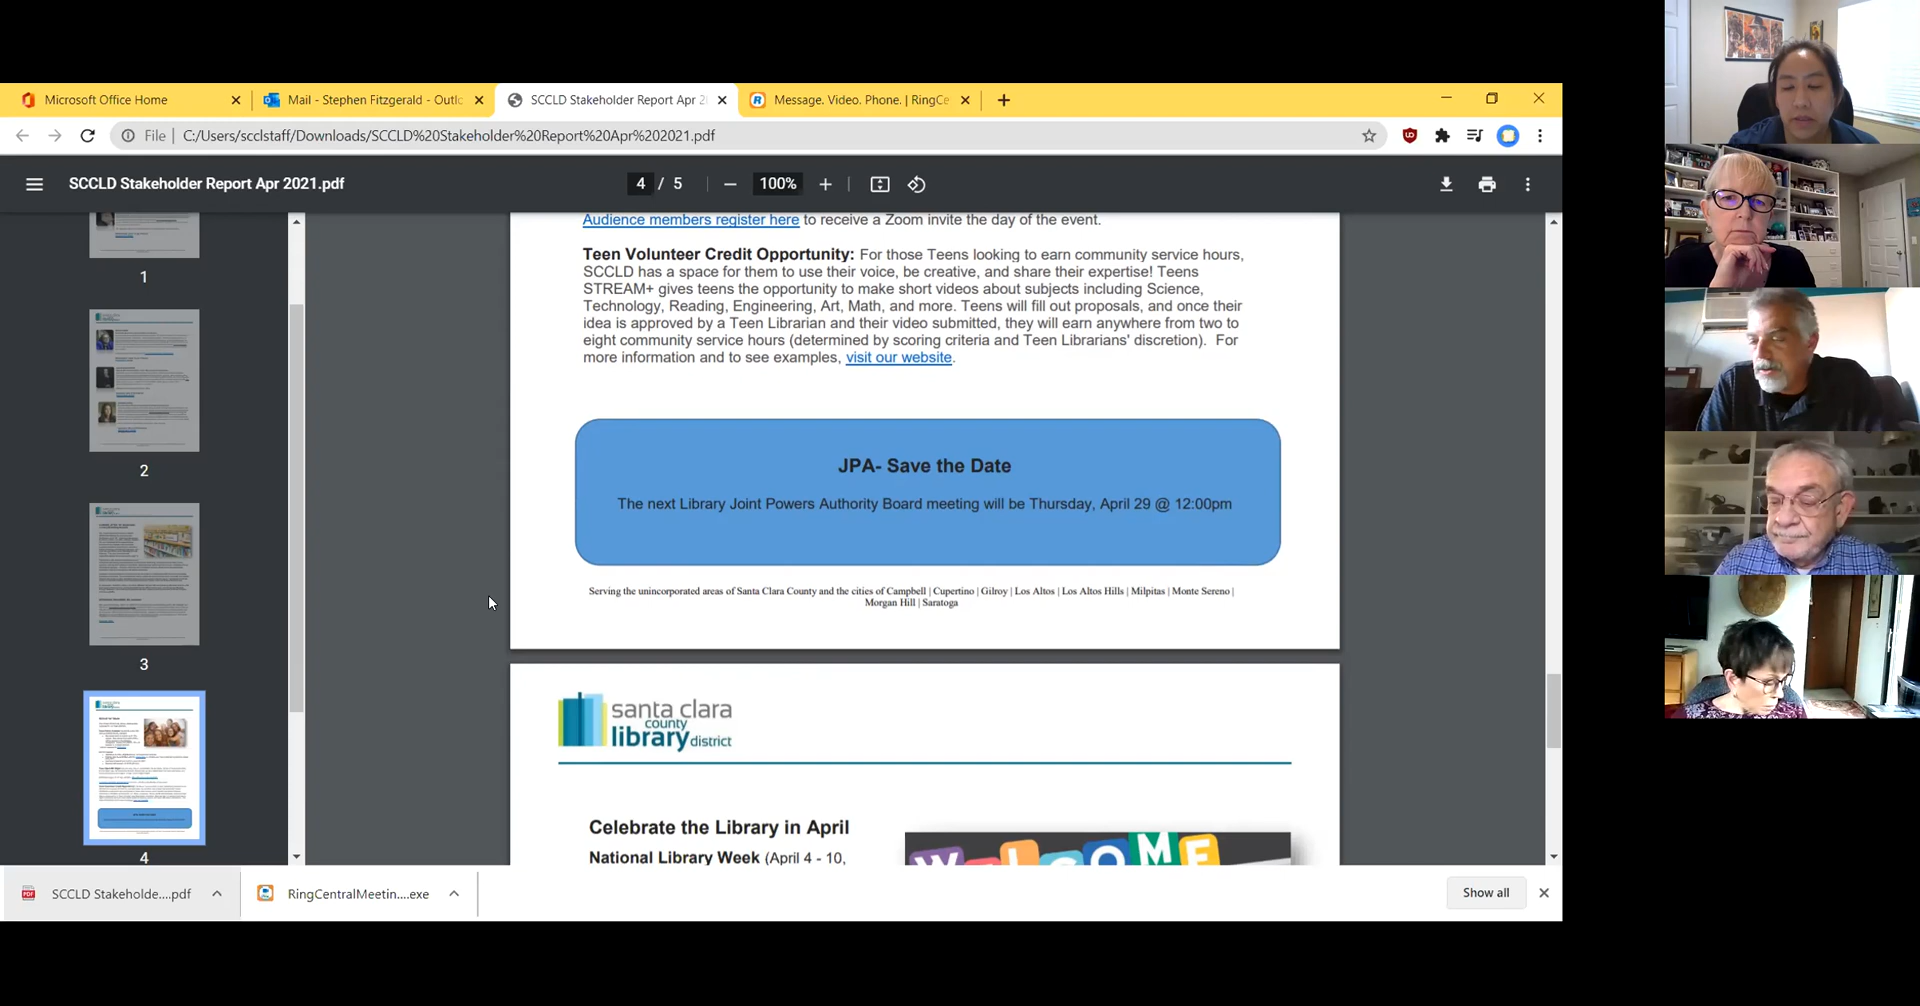 Microsoft Office Home
Mail - Stephen Fitzgerald - Outlo
SCCLD Stakeholder Report Apr 2
Message. Video. Phone. | RingCe
File
C:/Users/scclstaff/Downloads/SCCLD%20Stakeholder%20Report%20Apr%202021.pdf
SCCLD Stakeholder Report Apr 2021.pdf
4 / 5
100%
1
2
3
4
Audience members register here to receive a Zoom invite the day of the event.
Teen Volunteer Credit Opportunity: For those Teens looking to earn community service hours,
SCCLD has a space for them to use their voice, be creative, and share their expertise! Teens
STREAM+ gives teens the opportunity to make short videos about subjects including Science,
Technology, Reading, Engineering, Art, Math, and more. Teens will fill out proposals, and once their
idea is approved by a Teen Librarian and their video submitted, they will earn anywhere from two to
eight community service hours (determined by scoring criteria and Teen Librarians' discretion). For
more information and to see examples, visit our website.
JPA- Save the Date
The next Library Joint Powers Authority Board meeting will be Thursday, April 29 @ 12:00pm
Serving the unincorporated areas of Santa Clara County and the cities of Campbell | Cupertino | Gilroy | Los Altos | Los Altos Hills | Milpitas | Monte Sereno |
Morgan Hill | Saratoga
santa clara
county
library district
Celebrate the Library in April
National Library Week (April 4 - 10,
WELCOME
SCCLD Stakeholde....pdf
RingCentralMeetin....exe
Show all